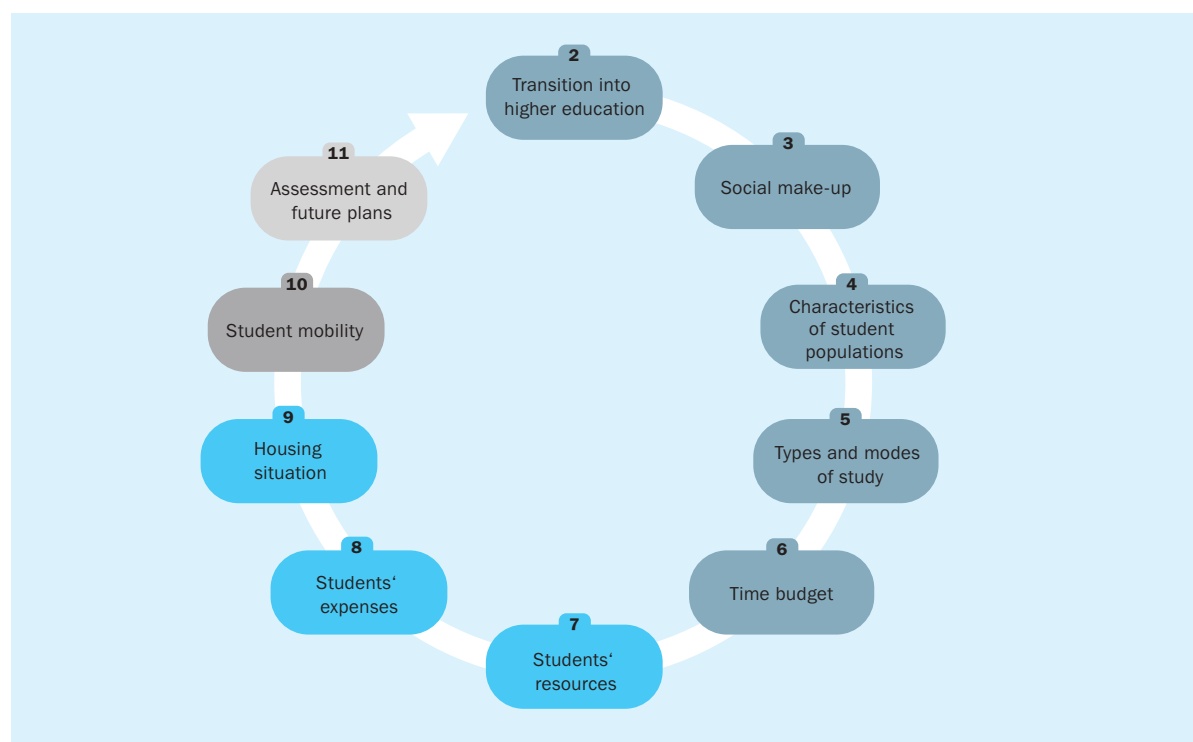 2
Transition into
higher education
3
Social make-up
4
Characteristics
of student
populations
5
Types and modes
of study
6
Time budget
7
Students‘
resources
8
Students‘
expenses
9
Housing
situation
10
Student mobility
11
Assessment and
future plans